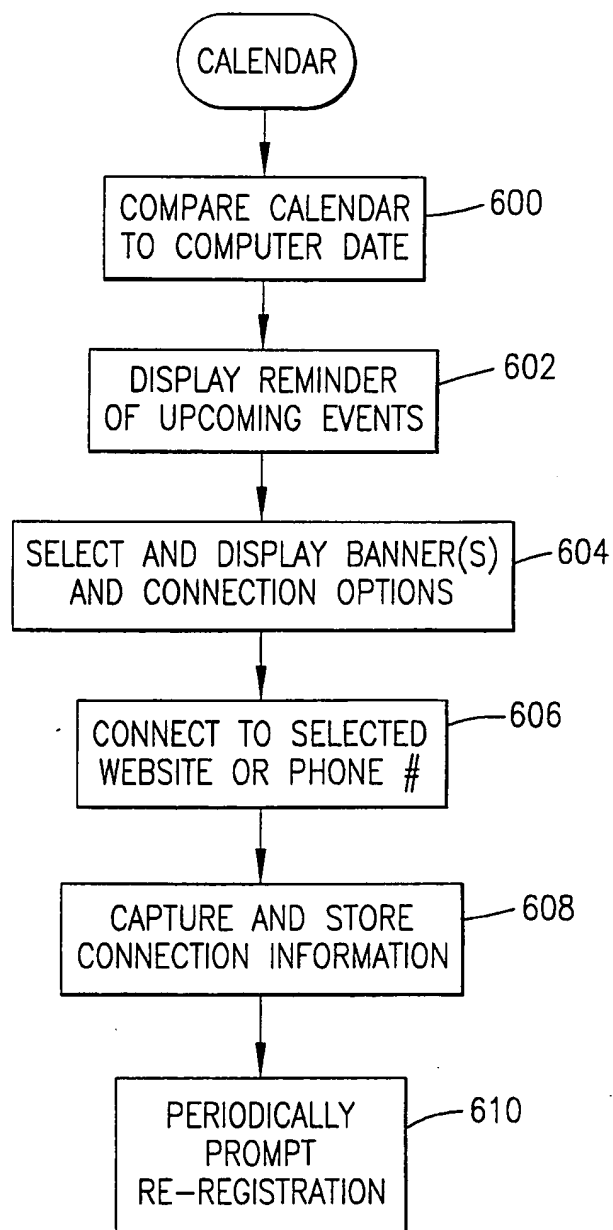 CALENDAR
COMPARE CALENDAR
TO COMPUTER DATE
600
DISPLAY REMINDER
OF UPCOMING EVENTS
602
SELECT AND DISPLAY BANNER(S)
AND CONNECTION OPTIONS
604
CONNECT TO SELECTED
WEBSITE OR PHONE #
606
CAPTURE AND STORE
CONNECTION INFORMATION
608
PERIODICALLY
PROMPT
RE-REGISTRATION
610